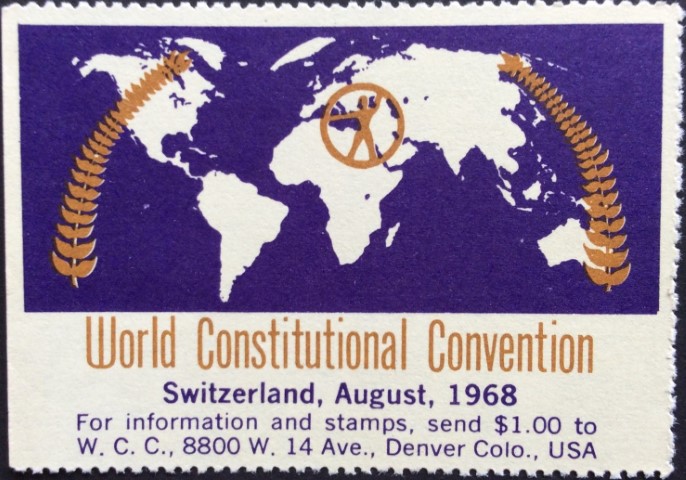 World Constitutional Convention
Switzerland, August, 1968
For information and stamps, send $1.00 to
W. C. C., 8800 W. 14 Ave., Denver Colo., USA